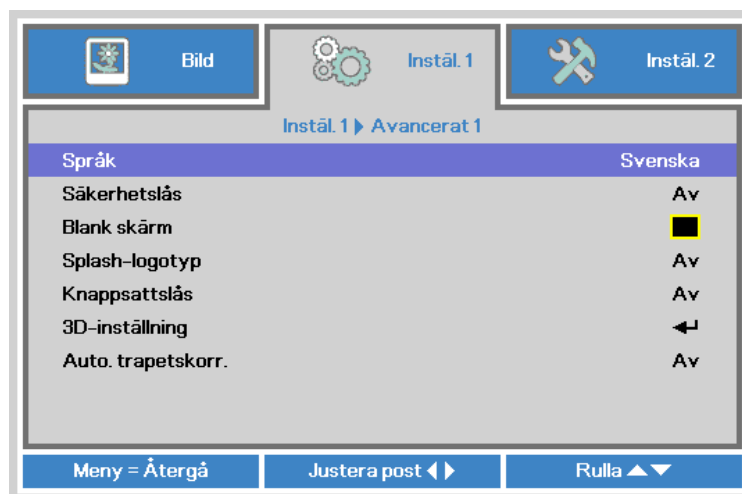 Bild
Instäl. 1
Instäl. 2
Instäl. 1 ▶ Avancerat 1
Språk Svenska
Säkerhetslås Av
Blank skärm
Splash-logotyp Av
Knappsattslås Av
3D-inställning
Auto. trapetskorr. Av
Meny = Återgå
Justera post ◀ ▶
Rulla ▲ ▼